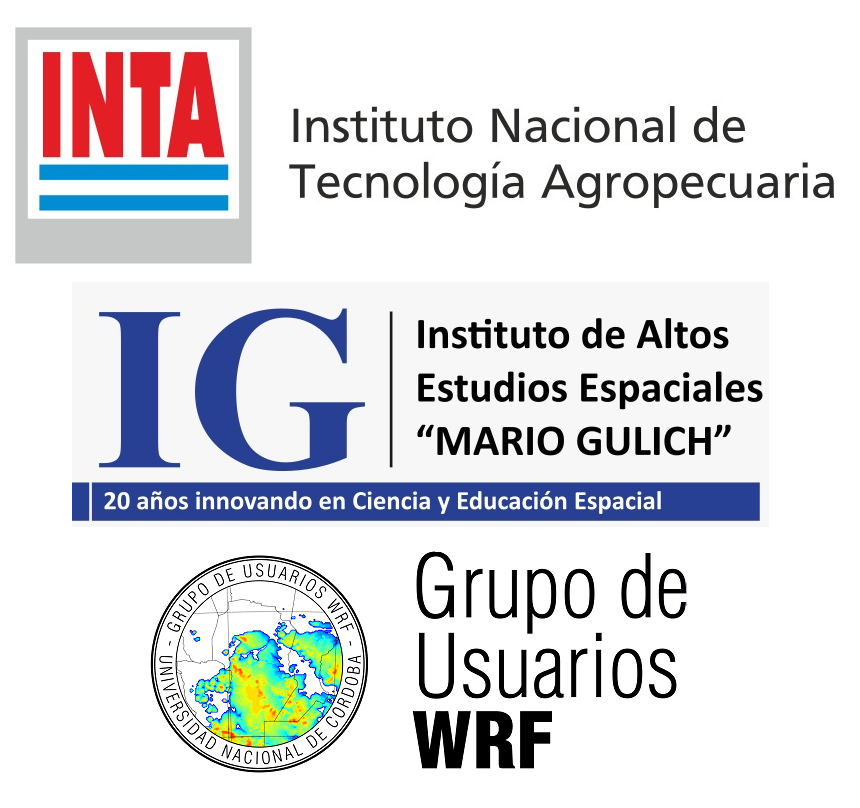 INTA
Instituto Nacional de
Tecnología Agropecuaria
IG
Instituto de Altos
Estudios Espaciales
“MARIO GULICH”
20 años innovando en Ciencia y Educación Espacial
- GRUPO DE USUARIOS WRF -
UNIVERSIDAD NACIONAL DE CORDOBA
Grupo de
Usuarios
WRF